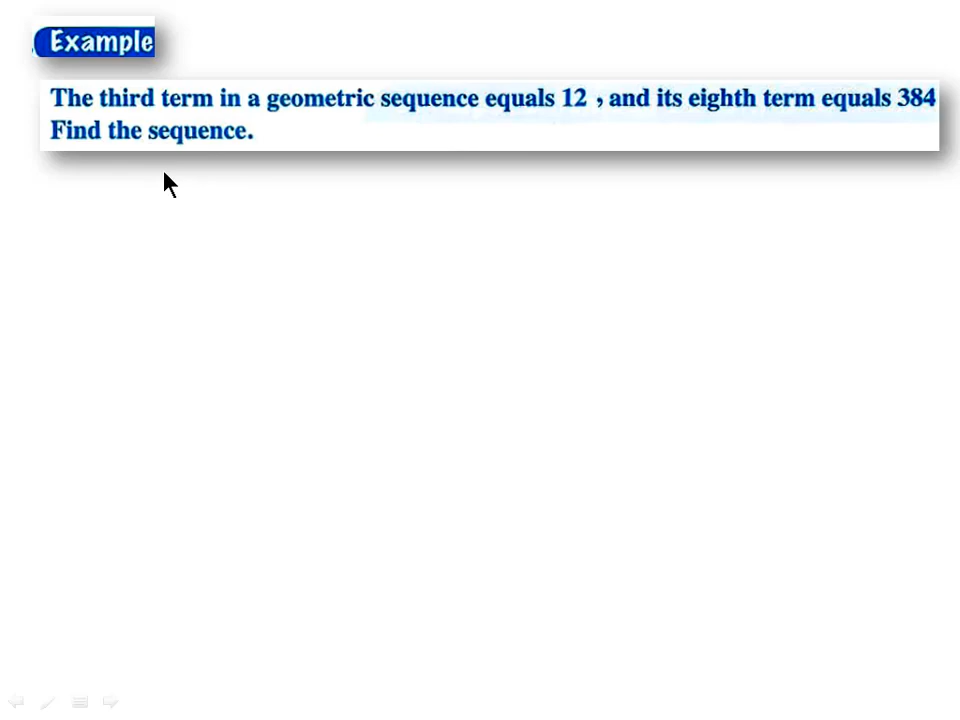 Example
The third term in a geometric sequence equals 12 , and its eighth term equals 384
Find the sequence.